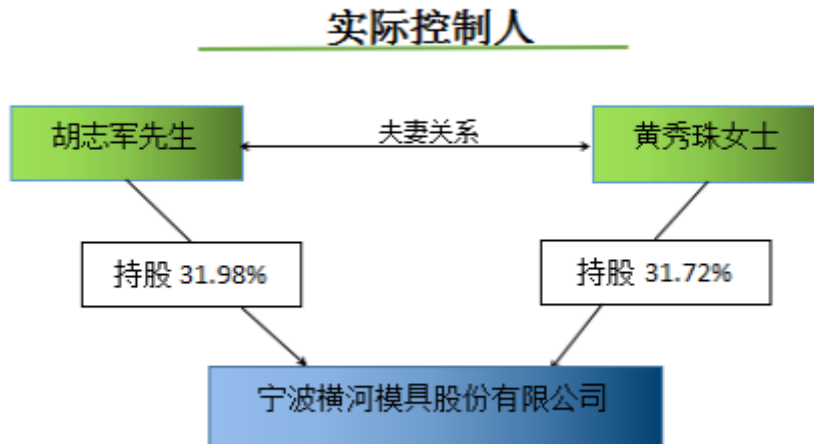 实际控制人
胡志军先生
夫妻关系
黄秀珠女士
持股 31.98%
持股 31.72%
宁波横河模具股份有限公司